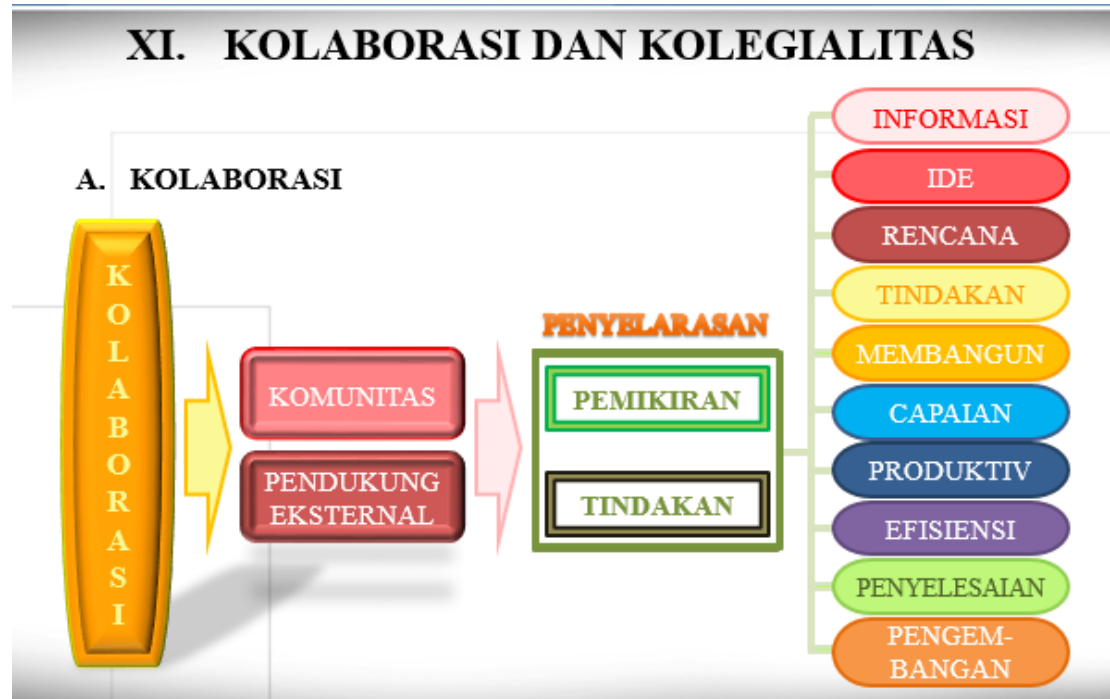 XI. KOLABORASI DAN KOLEGIALITAS
A. KOLABORASI
KOLABORASI
KOMUNITAS
PENDUKUNG
EKSTERNAL
PENYELARASAN
PEMIKIRAN
TINDAKAN
INFORMASI
IDE
RENCANA
TINDAKAN
MEMBANGUN
CAPAIAN
PRODUKTIV
EFISIENSI
PENYELESAIAN
PENGEM-
BANGAN